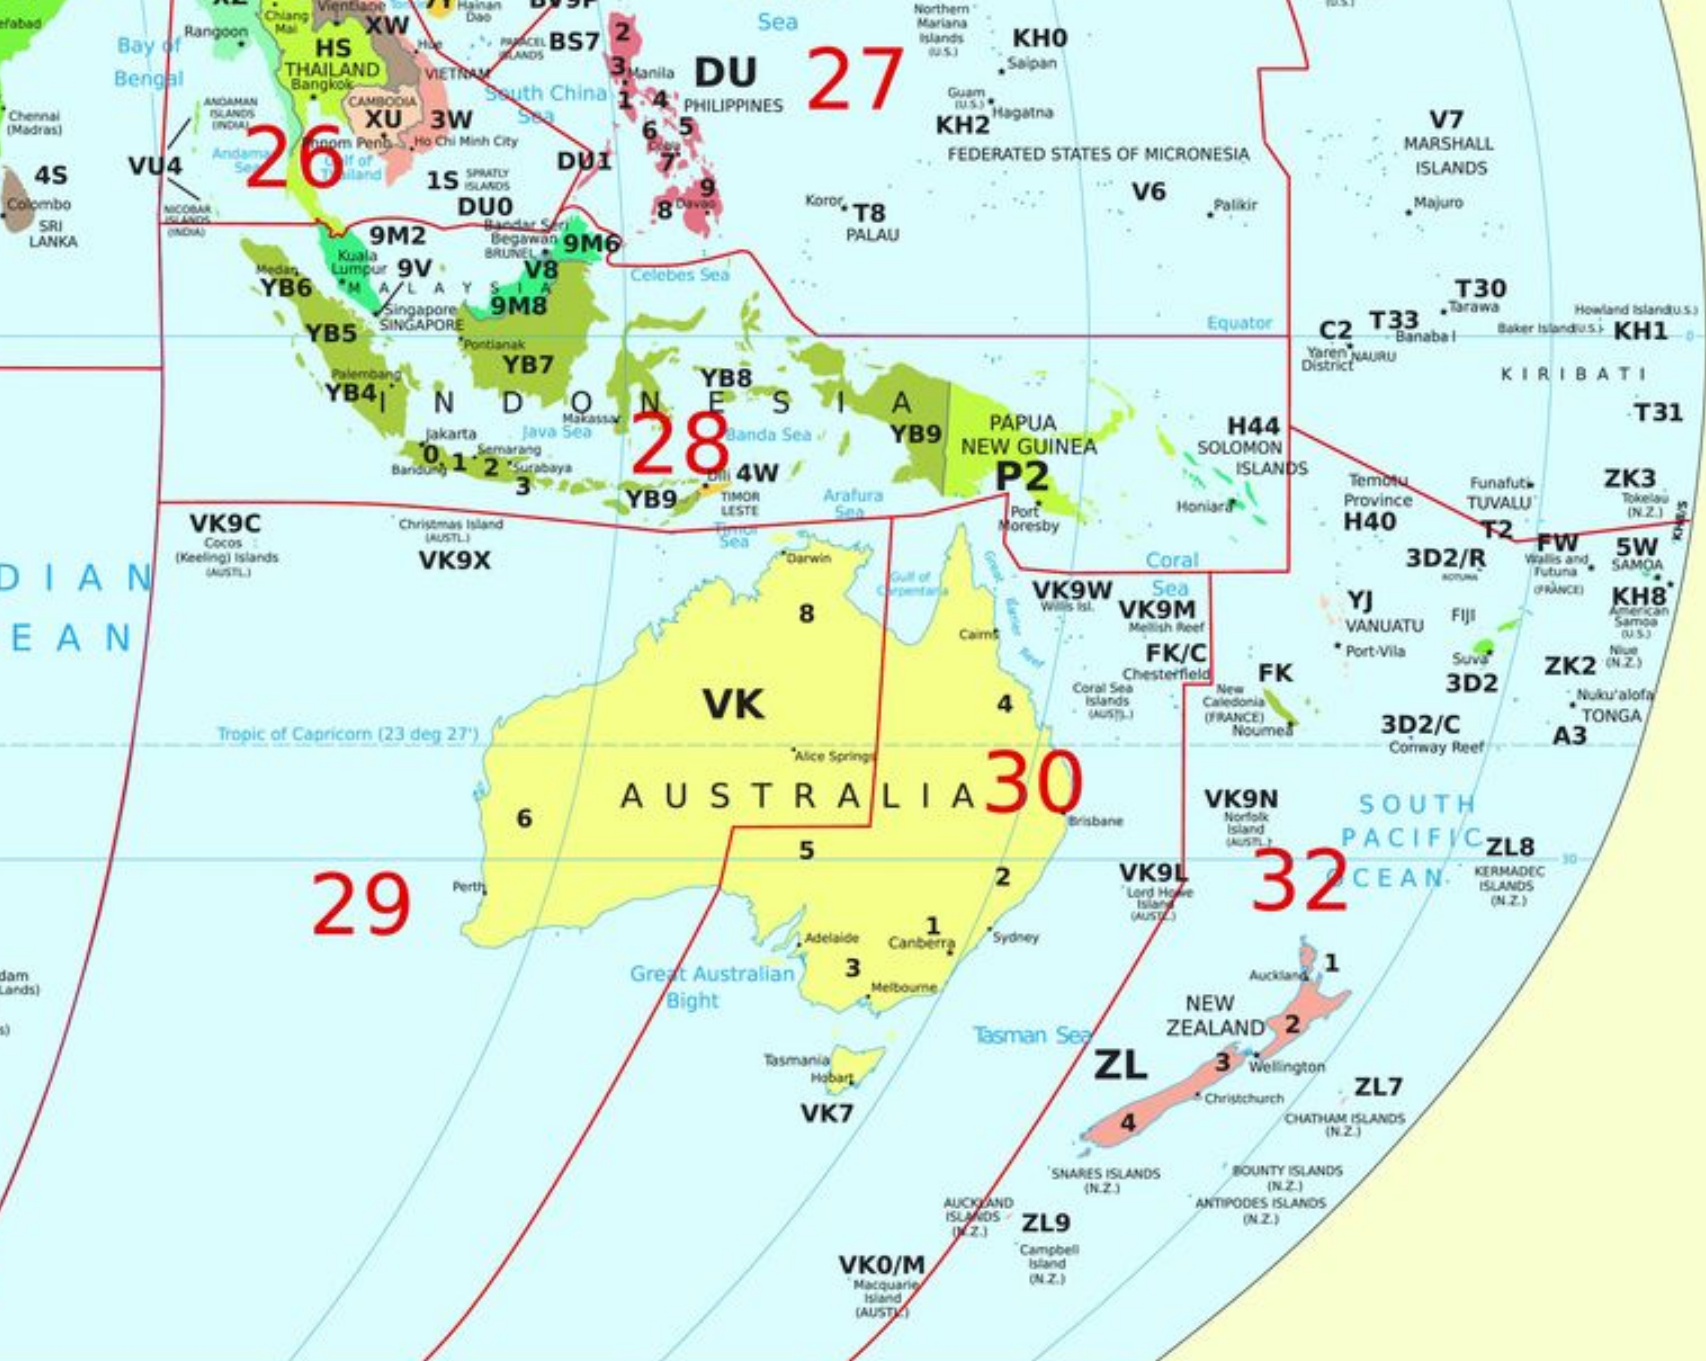 Vientiane
Chiang
Mai
XW
Hainan
Dao
Rangoon
HS
THAILAND
Bangkok
Hue
VIETNAM
PARACEL
ISLANDS
BS7
Bay of
Bengal
South China
Sea
Chennai
(Madras)
ANDAMAN
ISLANDS
(INDIA)
Andaman
Sea
26
CAMBODIA
XU
Phnom Penh
3W
Ho Chi Minh City
Gulf of
Thailand
VU4
NICOBAR
ISLANDS
(INDIA)
4S
Colombo
SRI
LANKA
1S
SPRATLY
ISLANDS
DU0
DU1
2
3
Manila
1
4
6
5
7
9
8
Davao
DU
PHILIPPINES
Sea
27
Northern
Mariana
Islands
(U.S.)
KH0
Saipan
Guam
(U.S.)
Hagatna
KH2
FEDERATED STATES OF MICRONESIA
V6
Palikir
Koror
T8
PALAU
(U.S.)
V7
MARSHALL
ISLANDS
Majuro
T30
Tarawa
T33
Banaba I
C2
Yaren
District
NAURU
Howland Island(U.S.)
Baker Island(U.S.)
KH1
0
KIRIBATI
T31
Equator
Celebes Sea
9M2
Kuala
Lumpur
9V
MALAYSIA
Singapore
SINGAPORE
Bandar Seri
Begawan
BRUNEI
9M6
V8
9M8
Medan
YB6
YB5
Pontianak
YB7
Palembang
YB4
YB8
INDONESIA
Makassar
Java Sea
28
Banda Sea
YB9
Jakarta
0
1
2
3
Bandung
Semarang
Surabaya
YB9
Dili
4W
TIMOR
LESTE
Timor
Sea
Arafura
Sea
PAPUA
NEW GUINEA
P2
Port
Moresby
H44
SOLOMON
ISLANDS
Honiara
Temotu
Province
H40
Funafuti
TUVALU
T2
ZK3
Tokelau
(N.Z.)
KH8/S
VK9C
Cocos
(Keeling) Islands
(AUSTL.)
Christmas Island
(AUSTL.)
VK9X
DIAN
EAN
Darwin
8
Gulf of
Carpentaria
Great Barrier Reef
Cairns
Coral
Sea
VK9W
Willis Isl.
VK9M
Mellish Reef
FK/C
Chesterfield
Coral Sea
Islands
(AUSTL.)
3D2/R
ROTUMA
FW
Wallis and
Futuna
(FRANCE)
5W
SAMOA
KH8
American
Samoa
(U.S.)
YJ
VANUATU
Port-Vila
FIJI
Suva
3D2
ZK2
Niue
(N.Z.)
Nuku'alofa
TONGA
A3
FK
New
Caledonia
(FRANCE)
Noumea
3D2/C
Conway Reef
VK
4
Tropic of Capricorn (23 deg 27')
Alice Springs
AUSTRALIA
30
6
5
Brisbane
2
VK9N
Norfolk
Island
(AUSTL.)
SOUTH
PACIFIC
OCEAN
32
ZL8
KERMADEC
ISLANDS
(N.Z.)
30
29
Perth
VK9L
Lord Howe
Island
(AUSTL.)
Adelaide
Canberra
1
Sydney
3
Melbourne
Great Australian
Bight
Tasman Sea
Tasmania
Hobart
VK7
Auckland
1
NEW
ZEALAND
2
ZL
3
Wellington
Christchurch
4
ZL7
CHATHAM ISLANDS
(N.Z.)
SNARES ISLANDS
(N.Z.)
BOUNTY ISLANDS
(N.Z.)
ANTIPODES ISLANDS
(N.Z.)
AUCKLAND
ISLANDS
(N.Z.)
ZL9
Campbell
Island
(N.Z.)
VK0/M
Macquarie
Island
(AUSTL.)